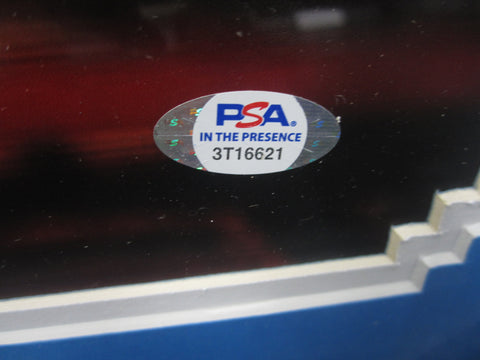 PSA®
IN THE PRESENCE
3T16621